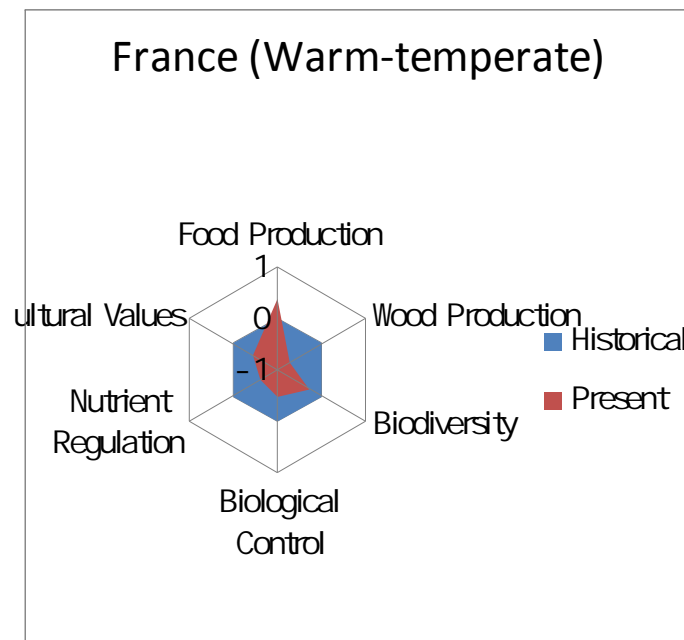 France (Warm-temperate)
Food Production
1
ultural Values
0
Wood Production
Historical
-1
Present
Nutrient
Regulation
Biodiversity
Biological
Control